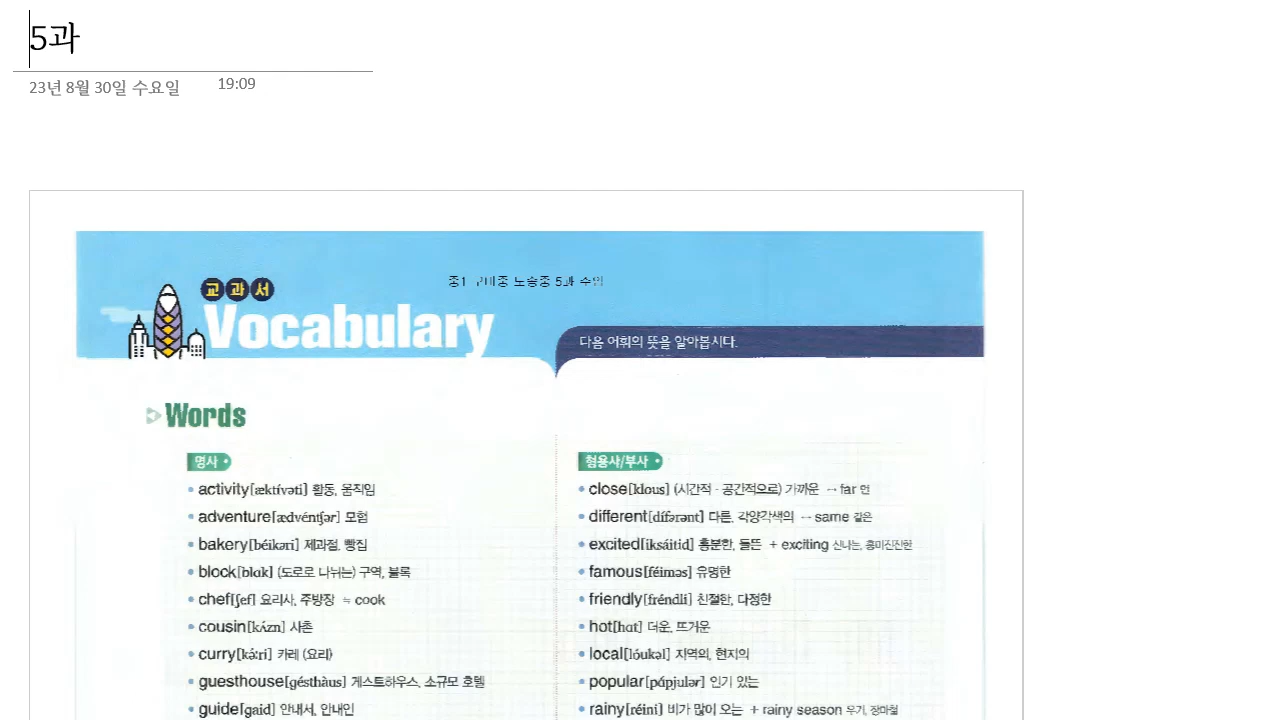 5과
23년 8월 30일 수요일 19:09
중1 구미중 노승중 5과 수업
교과서
Vocabulary
다음 어휘의 뜻을 알아봅시다.
Words
명사
activity[æktívəti] 활동, 움직임
adventure[ædvéntʃər] 모험
bakery[béikəri] 제과점, 빵집
block[blɑk] (도로로 나뉘는) 구역, 블록
chef[ʃef] 요리사, 주방장 ≒ cook
cousin[kʌ́zn] 사촌
curry[kə́ːri] 카레 (요리)
guesthouse[gésthàus] 게스트하우스, 소규모 호텔
guide[gaid] 안내서, 안내인
형용사/부사
close[klous] (시간적·공간적으로) 가까운 ↔ far 먼
different[dífərənt] 다른, 각양각색의 ↔ same 같은
excited[iksáitid] 흥분한, 들뜬 + exciting 신나는, 흥미진진한
famous[féiməs] 유명한
friendly[fréndli] 친절한, 다정한
hot[hɑt] 더운, 뜨거운
local[lóukəl] 지역의, 현지의
popular[pɑ́pjulər] 인기 있는
rainy[réini] 비가 많이 오는 + rainy season 우기, 장마철